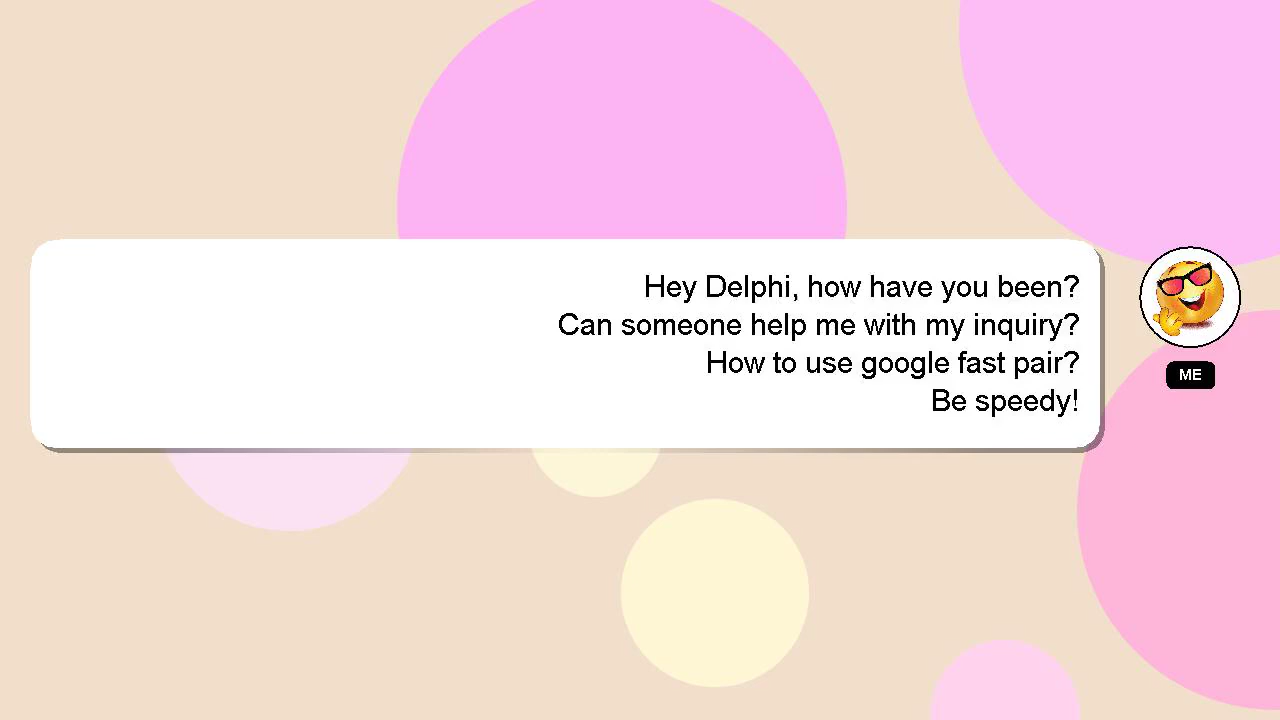 Hey Delphi, how have you been?
Can someone help me with my inquiry?
How to use google fast pair?
Be speedy!
ME